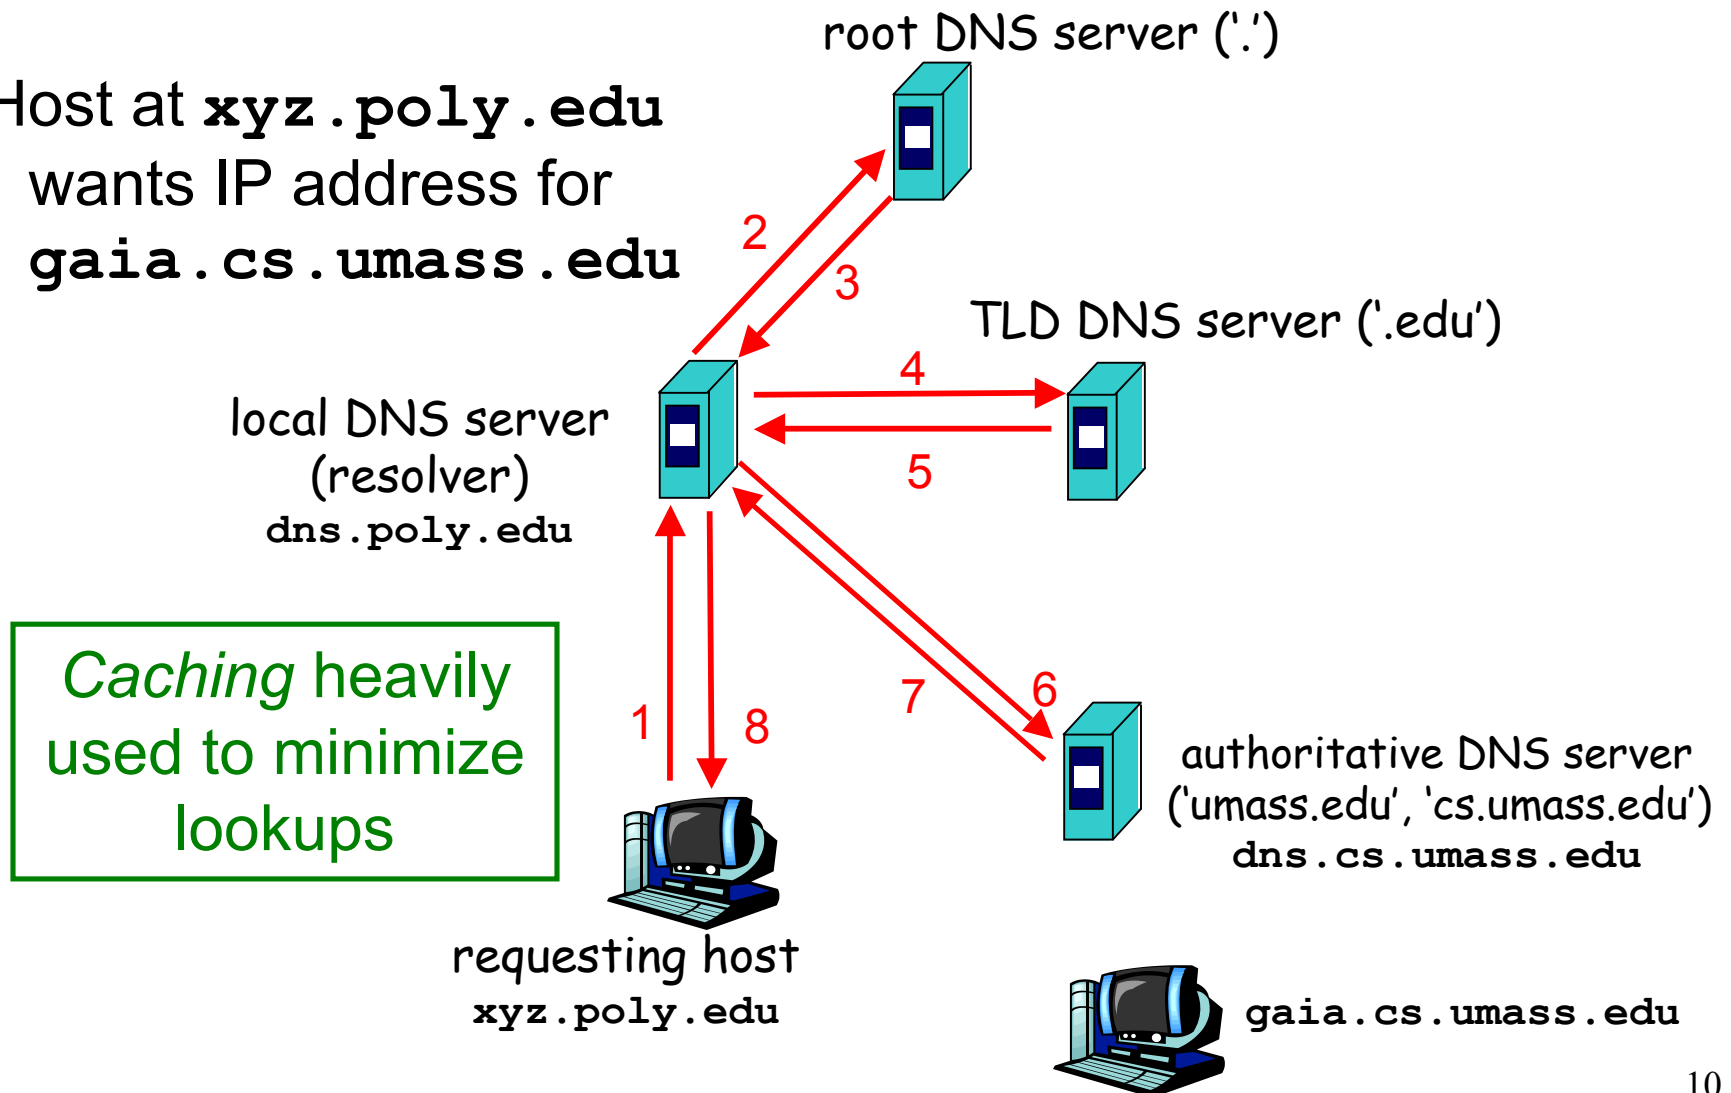 root DNS server ('.')
Host at xyz.poly.edu
wants IP address for
gaia.cs.umass.edu
2
3
TLD DNS server ('.edu')
4
local DNS server
(resolver)
dns.poly.edu
5
Caching heavily
used to minimize
lookups
1
8
7
6
authoritative DNS server
('umass.edu', 'cs.umass.edu')
dns.cs.umass.edu
requesting host
xyz.poly.edu
gaia.cs.umass.edu
10